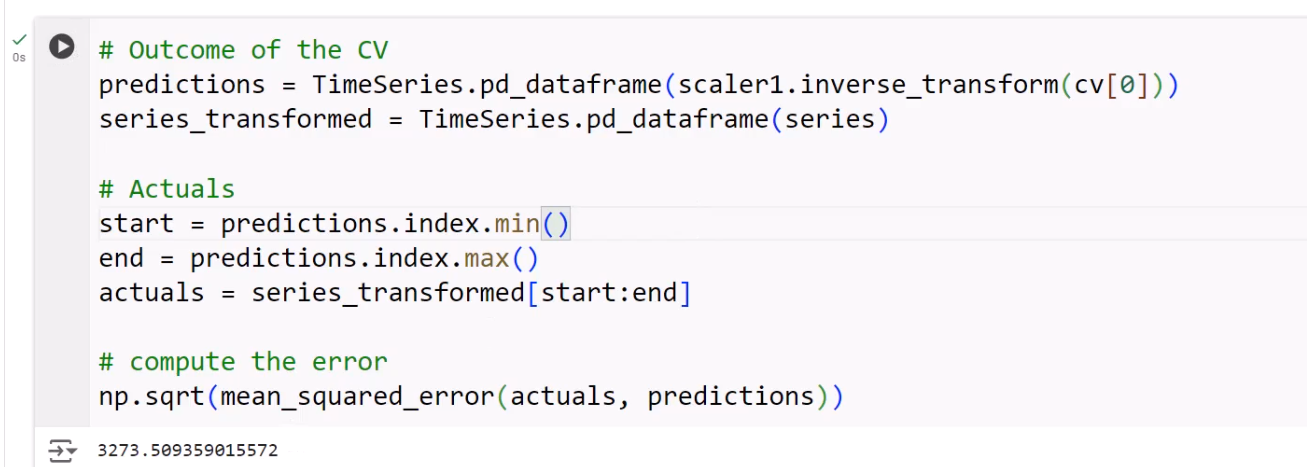 0s
# Outcome of the CV
predictions = TimeSeries.pd_dataframe(scaler1.inverse_transform(cv[0]))
series_transformed = TimeSeries.pd_dataframe(series)
# Actuals
start = predictions.index.min()
end = predictions.index.max()
actuals = series_transformed[start:end]
# compute the error
np.sqrt(mean_squared_error(actuals, predictions))
3273.509359015572